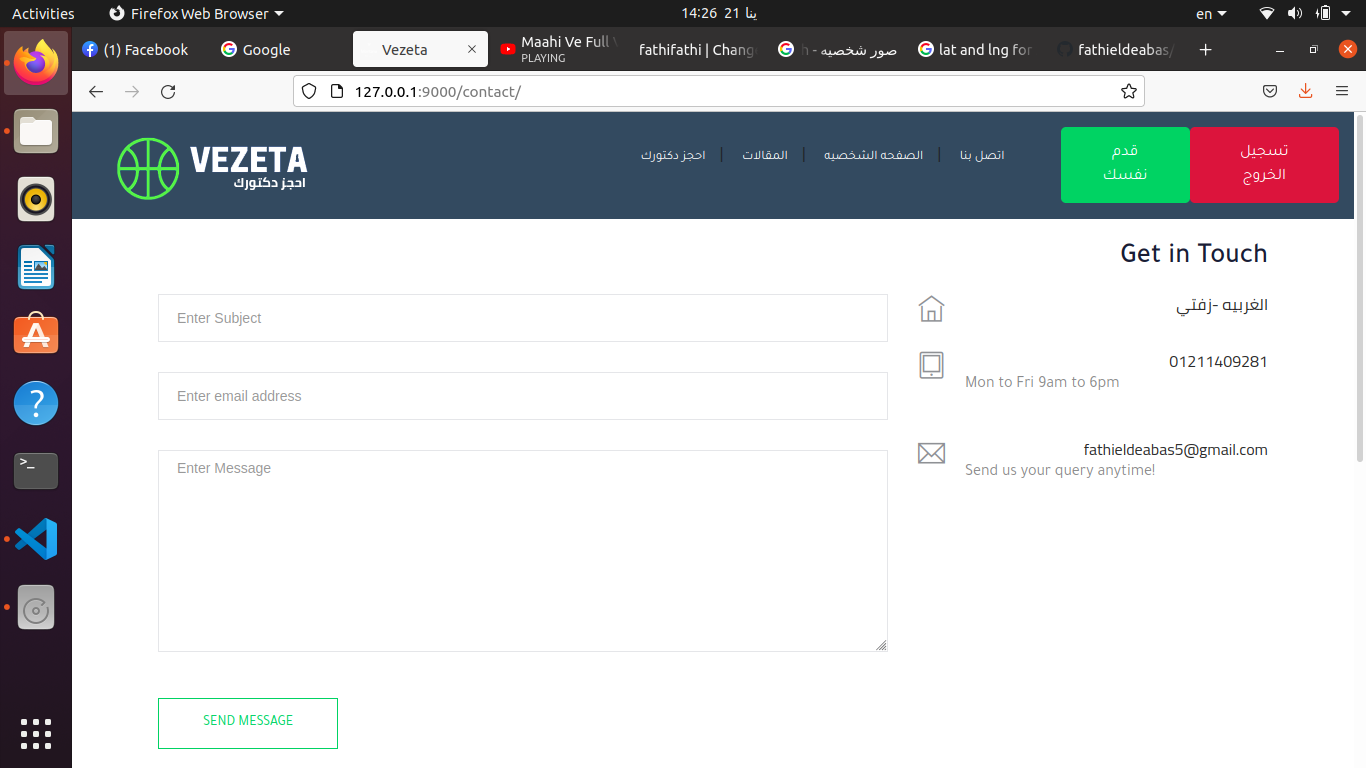 Activities
Firefox Web Browser
14:26 21 ينا
en
(1) Facebook
Google
Vezeta
Maahi Ve Full
PLAYING
fathifathi | Change
صور شخصيه - h
lat and lng for
fathieldeabas/
127.0.0.1:9000/contact/
VEZETA
احجز دكتورك
احجز دكتورك
المقالات
الصفحه الشخصيه
اتصل بنا
قدم
نفسك
تسجيل
الخروج
Get in Touch
Enter Subject
Enter email address
Enter Message
SEND MESSAGE
الغربيه -زفتي
01211409281
Mon to Fri 9am to 6pm
fathieldeabas5@gmail.com
Send us your query anytime!